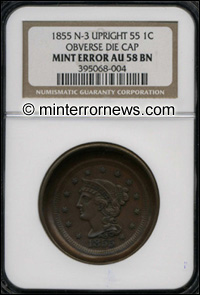 1855 N-3 UPRIGHT 55 1C
OBVERSE DIE CAP
MINT ERROR AU 58 BN
395068-004
NUMISMATIC GUARANTY CORPORATION
© minterrornews.com